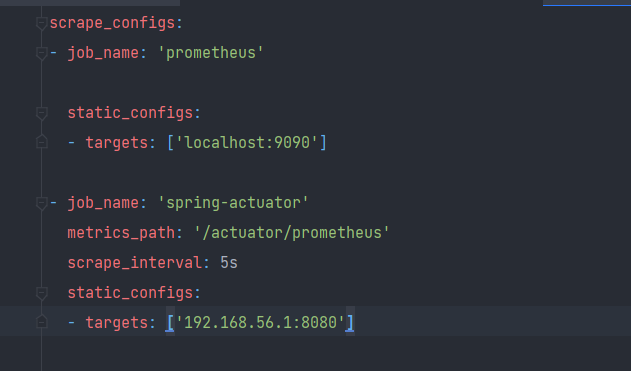 scrape_configs:
- job_name: 'prometheus'
static_configs:
- targets: ['localhost:9090']
- job_name: 'spring-actuator'
metrics_path: '/actuator/prometheus'
scrape_interval: 5s
static_configs:
- targets: ['192.168.56.1:8080']